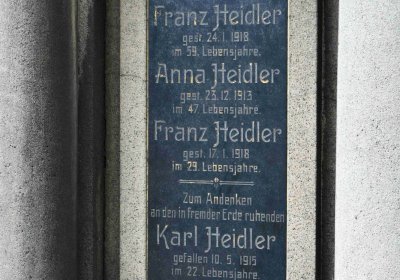 Franz Heidler
gest. 24. 1. 1918
im 59. Lebensjahre.
Anna Heidler
gest. 23. 12. 1913
im 47. Lebensjahre.
Franz Heidler
gest. 17. 1. 1918
im 29. Lebensjahre.
Zum Andenken
an den in fremder Erde ruhenden
Karl Heidler
gefallen 10. 5. 1915
im 22. Lebensjahre.